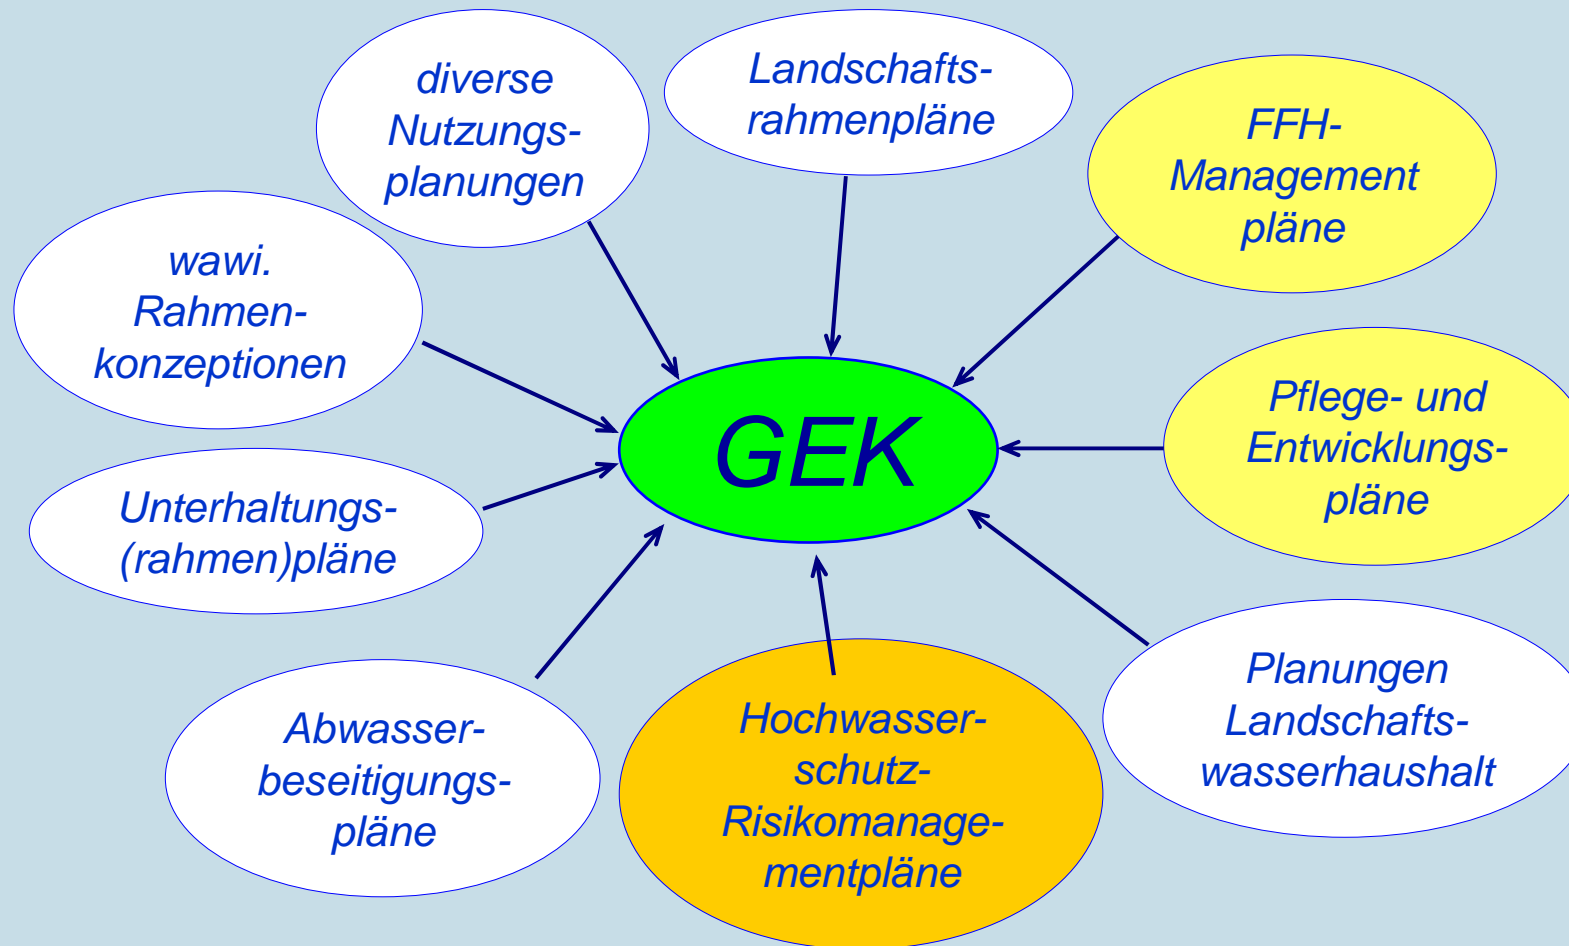 diverse
Nutzungs-
planungen
Landschafts-
rahmenpläne
FFH-
Management
pläne
wawi.
Rahmen-
konzeptionen
GEK
Pflege- und
Entwicklungs-
pläne
Unterhaltungs-
(rahmen)pläne
Abwasser-
beseitigungs-
pläne
Hochwasser-
schutz-
Risikomanage-
mentpläne
Planungen
Landschafts-
wasserhaushalt